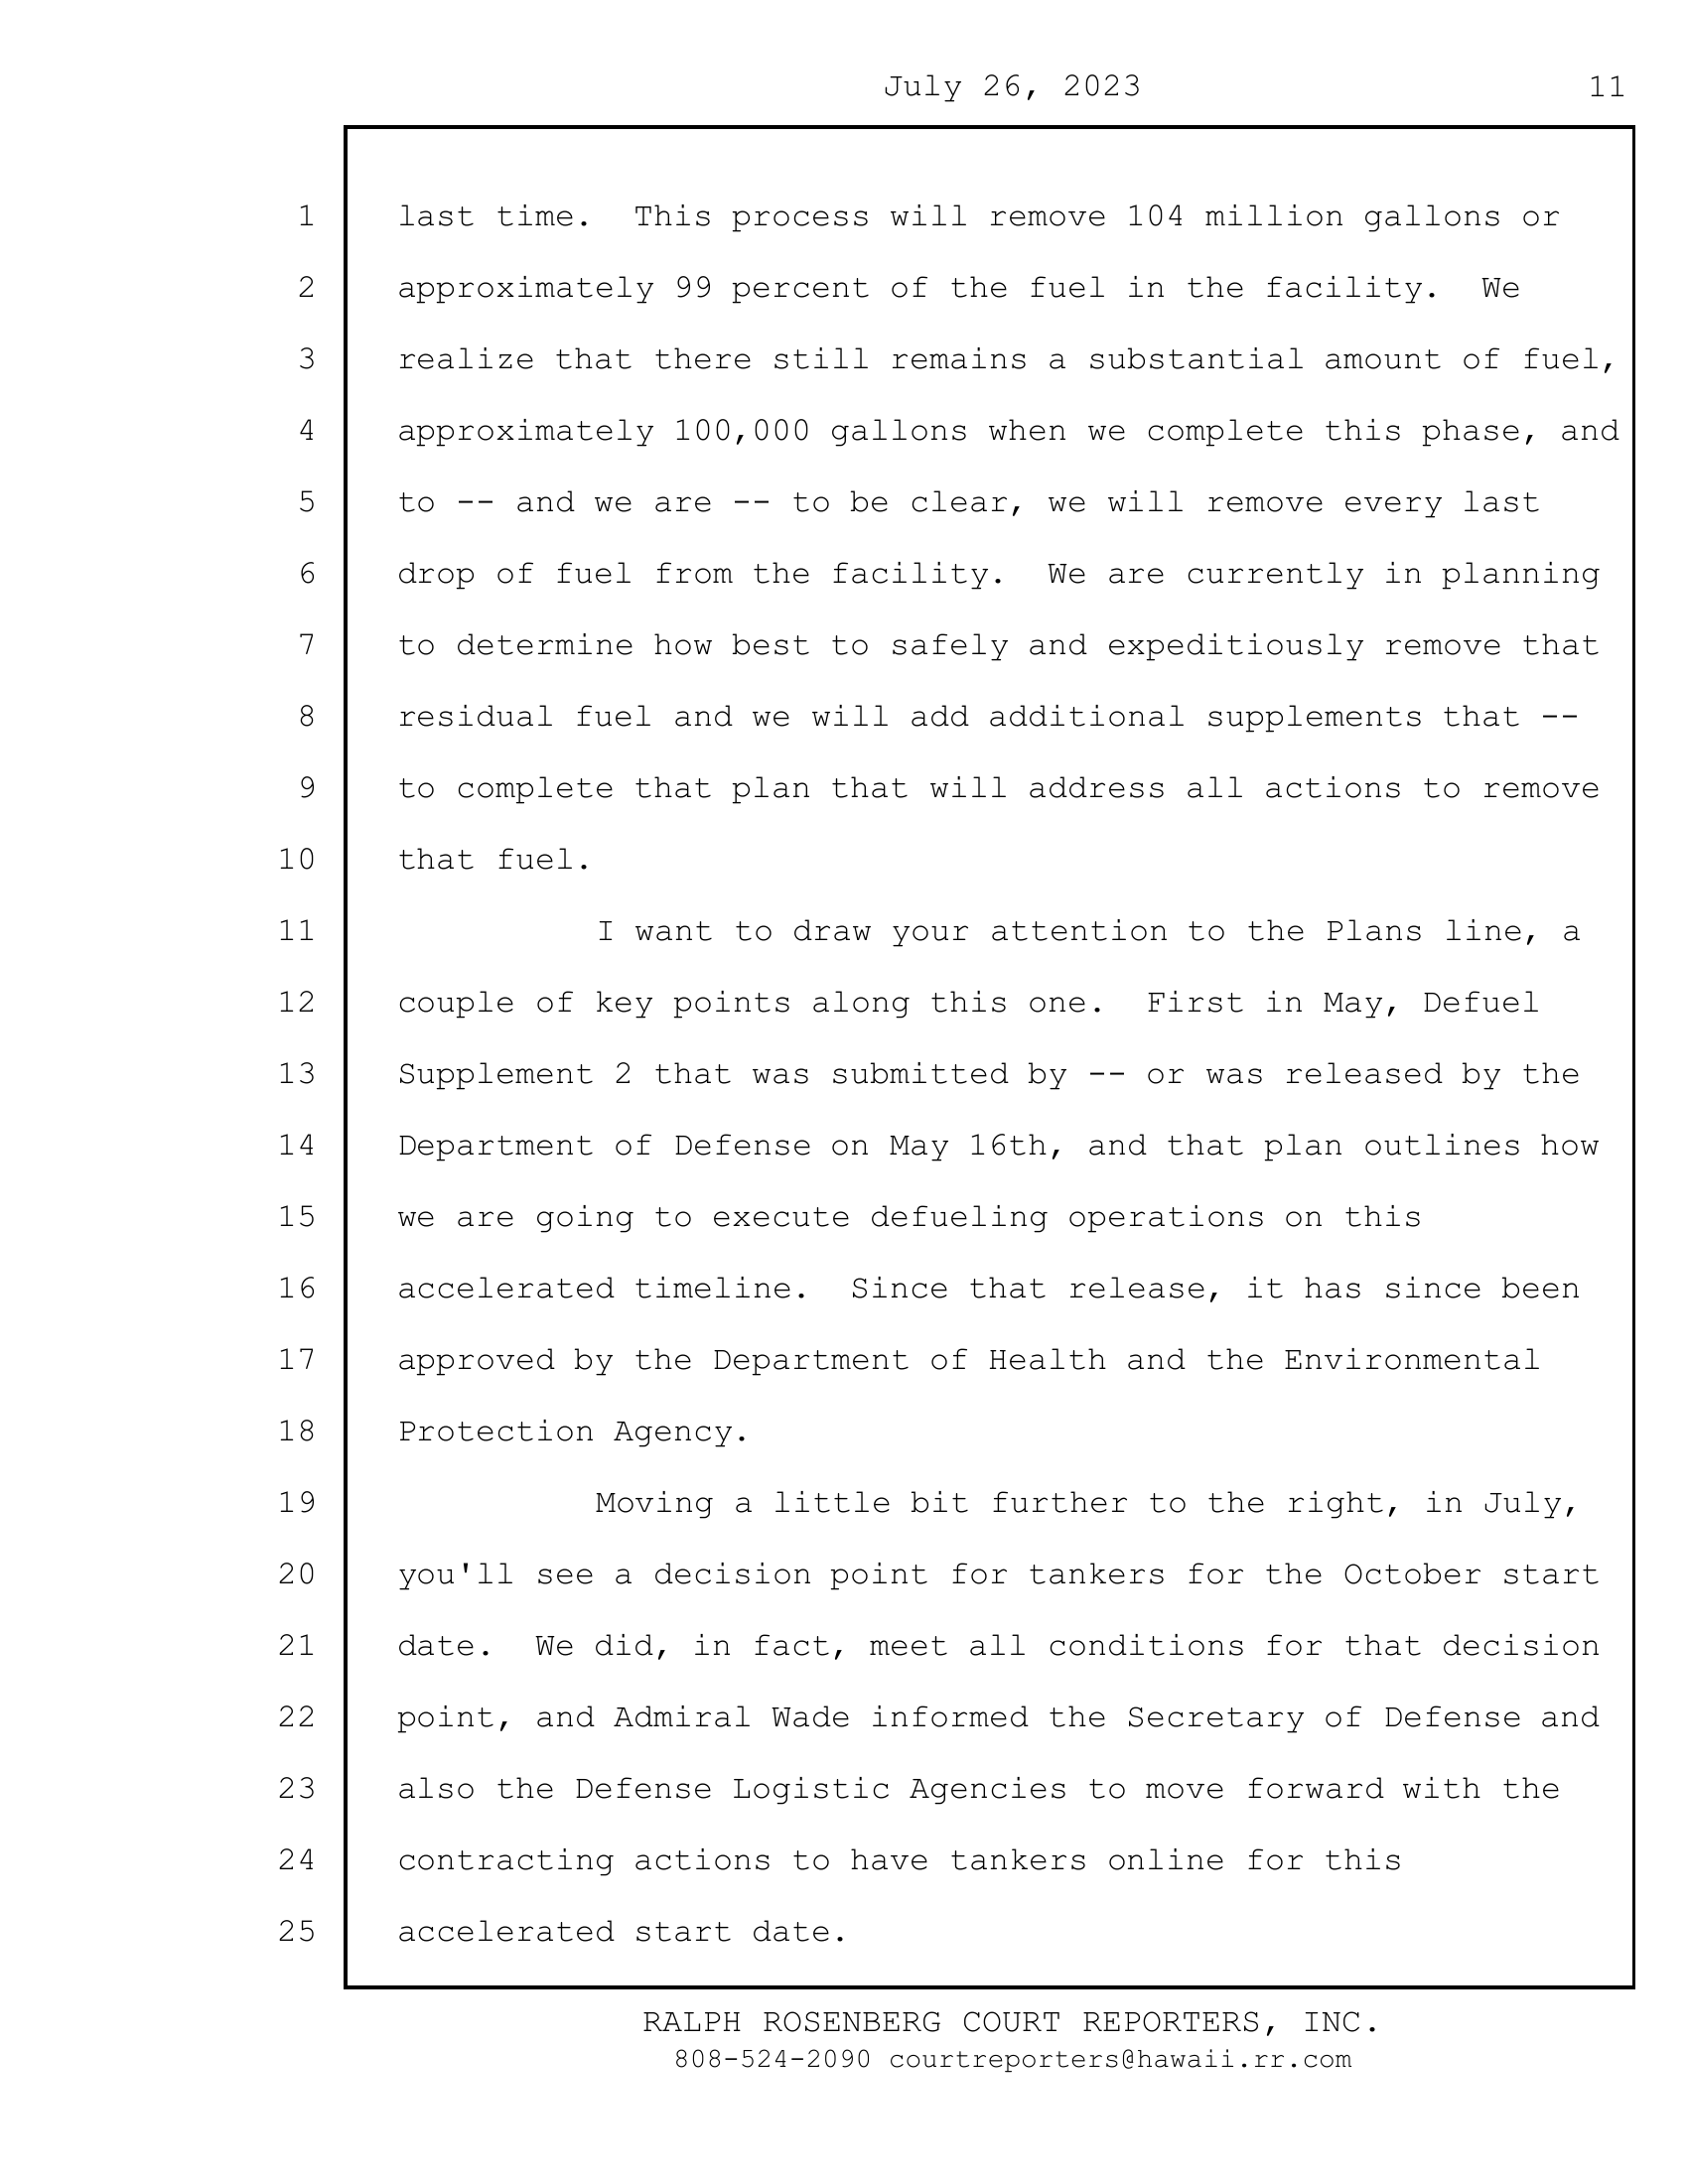 July 26, 2023 11
1 last time.  This process will remove 104 million gallons or
2 approximately 99 percent of the fuel in the facility.  We
3 realize that there still remains a substantial amount of fuel,
4 approximately 100,000 gallons when we complete this phase, and
5 to -- and we are -- to be clear, we will remove every last
6 drop of fuel from the facility.  We are currently in planning
7 to determine how best to safely and expeditiously remove that
8 residual fuel and we will add additional supplements that --
9 to complete that plan that will address all actions to remove
10 that fuel.
11 I want to draw your attention to the Plans line, a
12 couple of key points along this one.  First in May, Defuel
13 Supplement 2 that was submitted by -- or was released by the
14 Department of Defense on May 16th, and that plan outlines how
15 we are going to execute defueling operations on this
16 accelerated timeline.  Since that release, it has since been
17 approved by the Department of Health and the Environmental
18 Protection Agency.
19 Moving a little bit further to the right, in July,
20 you'll see a decision point for tankers for the October start
21 date.  We did, in fact, meet all conditions for that decision
22 point, and Admiral Wade informed the Secretary of Defense and
23 also the Defense Logistic Agencies to move forward with the
24 contracting actions to have tankers online for this
25 accelerated start date.
RALPH ROSENBERG COURT REPORTERS, INC.
808-524-2090 courtreporters@hawaii.rr.com